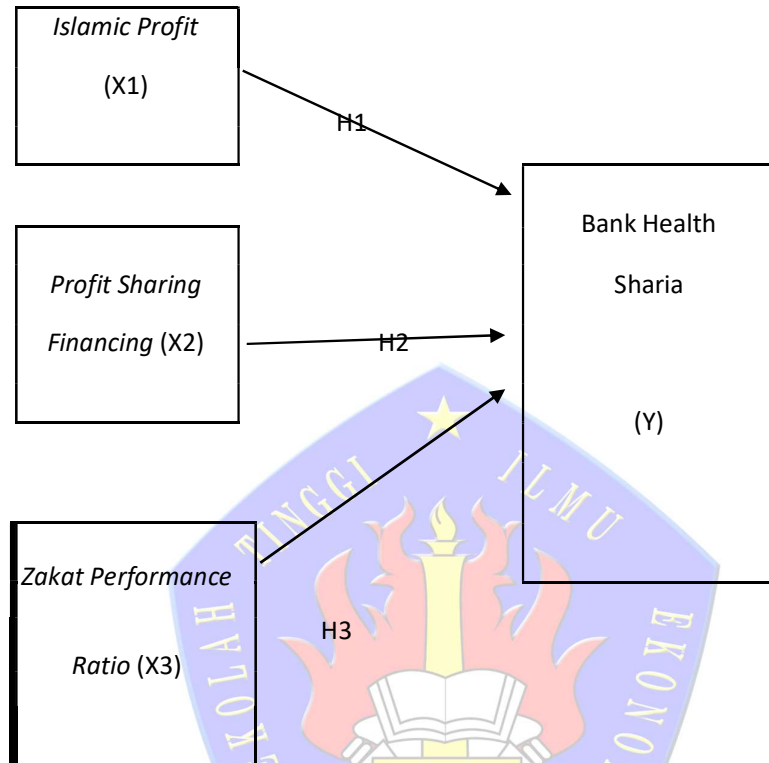 Islamic Profit
(X1)
H1
Bank Health
Sharia
(Y)
Profit Sharing
Financing (X2)
H2
Zakat Performance
Ratio (X3)
H3
TINGGI
ILMU